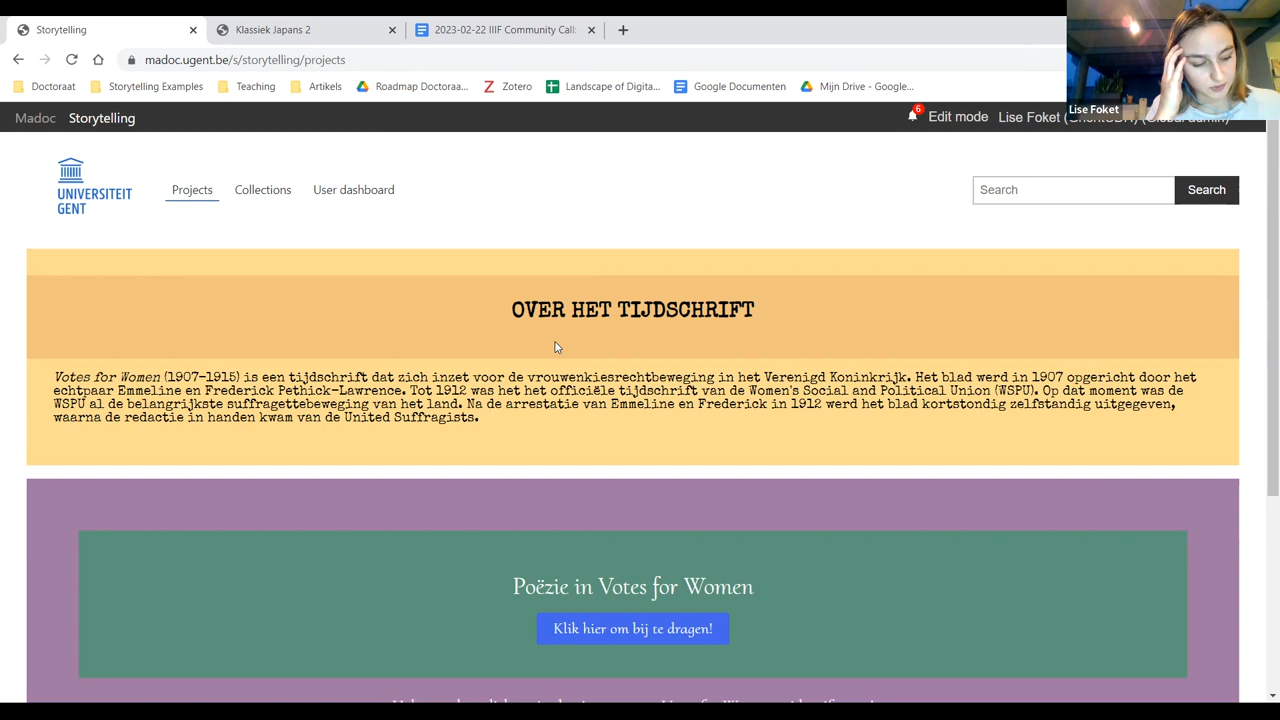 Storytelling
Klassiek Japans 2
2023-02-22 IIIF Community Call:
madoc.ugent.be/s/storytelling/projects
Doctoraat
Storytelling Examples
Teaching
Artikels
Roadmap Doctoraa...
Zotero
Landscape of Digita...
Google Documenten
Mijn Drive - Google...
Lise Foket
Madoc
Storytelling
6
Edit mode
Lise Foket
UNIVERSITEIT
GENT
Projects
Collections
User dashboard
Search
Search
OVER HET TIJDSCHRIFT
Votes for Women (1907-1915) is een tijdschrift dat zich inzet voor de vrouwenkiesrechtbeweging in het Verenigd Koninkrijk. Het blad werd in 1907 opgericht door het
echtpaar Emmeline en Frederick Pethick-Lawrence. Tot 1912 was het het officiële tijdschrift van de Women's Social and Political Union (WSPU). Op dat moment was de
WSPU al de belangrijkste suffragettebeweging van het land. Na de arrestatie van Emmeline en Frederick in 1912 werd het blad kortstondig zelfstandig uitgegeven,
waarna de redactie in handen kwam van de United Suffragists.
Poëzie in Votes for Women
Klik hier om bij te dragen!